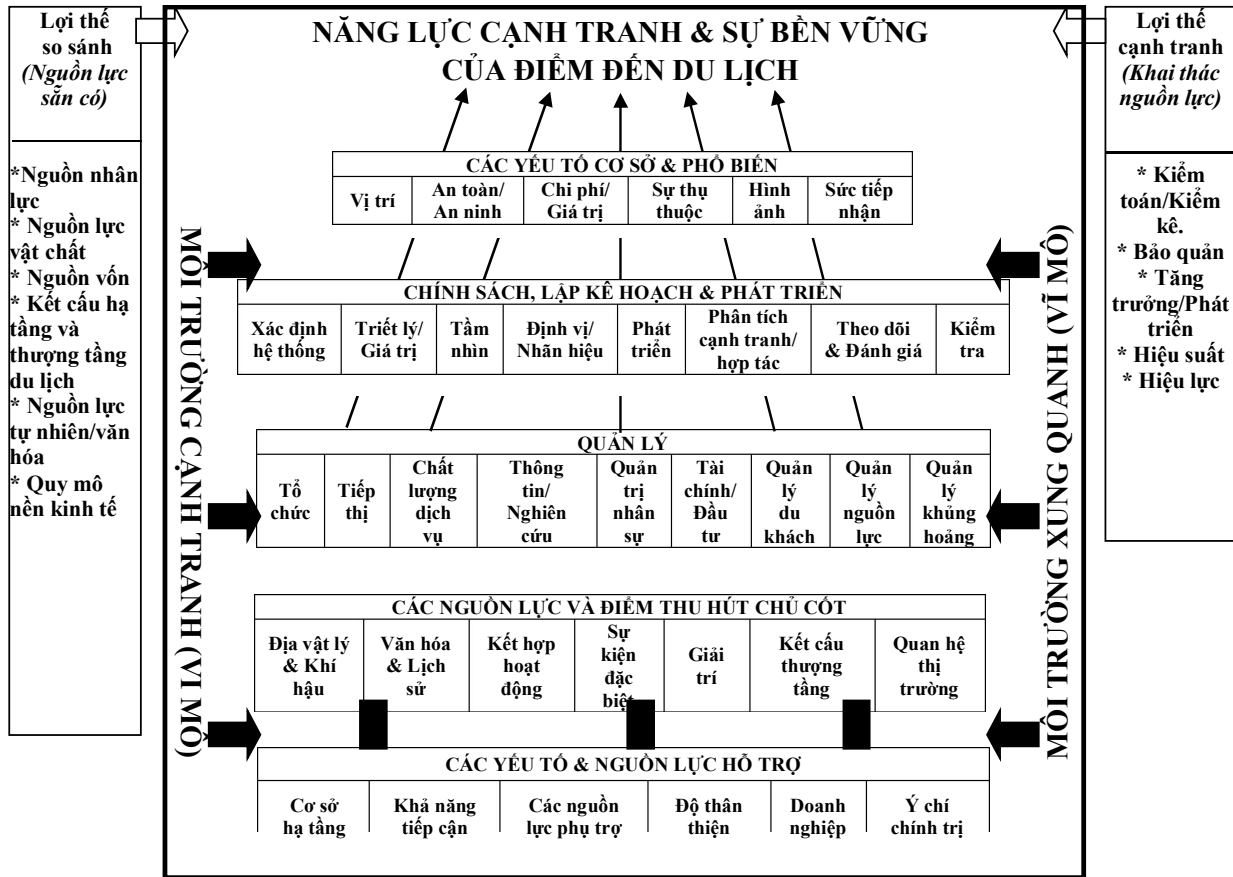 Lợi thế
so sánh
(Nguồn lực
sẵn có)
*Nguồn nhân
lực
* Nguồn lực
vật chất
* Nguồn vốn
* Kết cấu hạ
tầng và
thượng tầng
du lịch
* Nguồn lực
tự nhiên/văn
hóa
* Quy mô
nền kinh tế
NĂNG LỰC CẠNH TRANH & SỰ BỀN VỮNG
CỦA ĐIỂM ĐẾN DU LỊCH
MÔI TRƯỜNG CẠNH TRANH (VI MÔ)
CÁC YẾU TỐ CƠ SỞ & PHỔ BIẾN
Vị trí
An toàn/
An ninh
Chi phí/
Giá trị
Sự thụ
thuộc
Hình
ảnh
Sức tiếp
nhận
CHÍNH SÁCH, LẬP KẾ HOẠCH & PHÁT TRIỂN
Xác định
hệ thống
Triết lý/
Giá trị
Tầm
nhìn
Định vị/
Nhãn hiệu
Phát
triển
Phân tích
cạnh tranh/
hợp tác
Theo dõi
& Đánh giá
Kiểm
tra
QUẢN LÝ
Tổ
chức
Tiếp
thị
Chất
lượng
dịch
vụ
Thông
tin/
Nghiên
cứu
Quản
trị
nhân
sự
Tài
chính/
Đầu
tư
Quản
lý
du
khách
Quản
lý
nguồn
lực
Quản
lý
khủng
hoảng
CÁC NGUỒN LỰC VÀ ĐIỂM THU HÚT CHỦ CỐT
Địa vật lý
& Khí
hậu
Văn hóa
& Lịch
sử
Kết hợp
hoạt
động
Sự
kiện
đặc
biệt
Giải
trí
Kết cấu
thượng
tầng
Quan hệ
thị
trường
CÁC YẾU TỐ & NGUỒN LỰC HỖ TRỢ
Cơ sở
hạ tầng
Khả năng
tiếp cận
Các nguồn
lực phụ trợ
Độ thân
thiện
Doanh
nghiệp
Ý chí
chính trị
MÔI TRƯỜNG XUNG QUANH (VĨ MÔ)
Lợi thế
cạnh tranh
(Khai thác
nguồn lực)
* Kiểm
toán/Kiểm
kê.
* Bảo quản
* Tăng
trưởng/Phát
triển
* Hiệu suất
* Hiệu lực